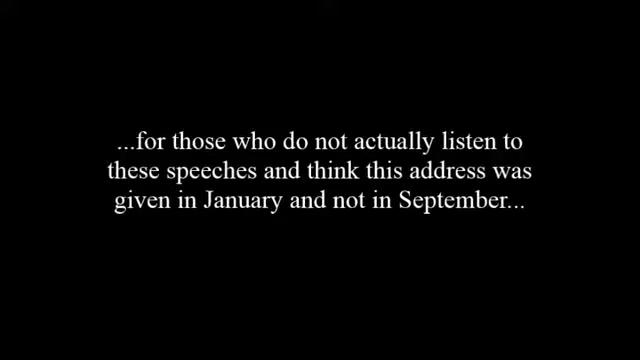 ...for those who do not actually listen to
these speeches and think this address was
given in January and not in September...